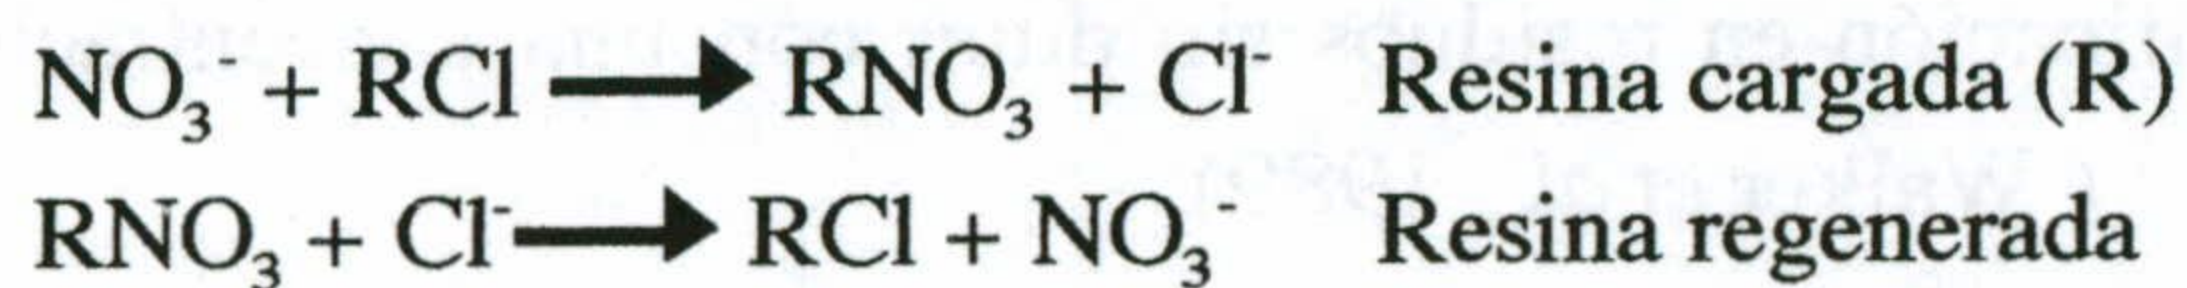 NO₃⁻ + RCl ⟶ RNO₃ + Cl⁻ Resina cargada (R)
RNO₃ + Cl⁻ ⟶ RCl + NO₃⁻ Resina regenerada